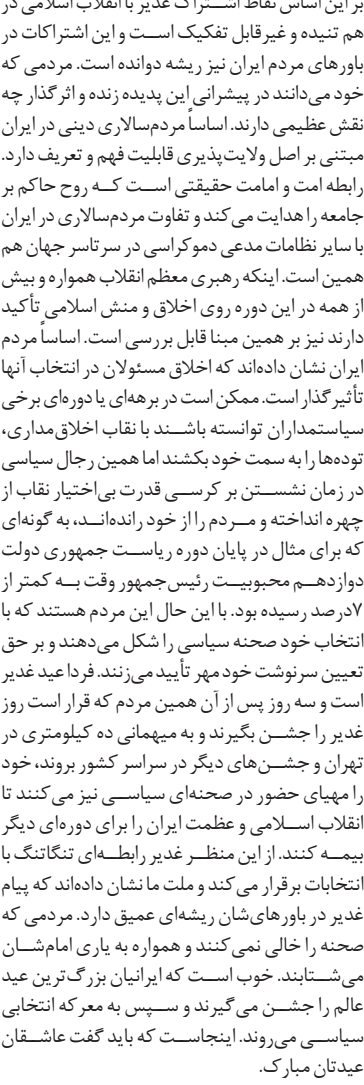 بر این اساس نقاط اشتراک غدیر با انقلاب اسلامی در
هم تنیده و غیرقابل تفکیک است و این اشتراکات در
باورهای مردم ایران نیز ریشه دوانده است. مردمی که
خود می‌دانند در پیشرانی این پدیده زنده و اثرگذار چه
نقش عظیمی دارند. اساساً مردم‌سالاری دینی در ایران
مبتنی بر اصل ولایت‌پذیری قابلیت فهم و تعریف دارد.
رابطه امت و امامت حقیقتی است که روح حاکم بر
جامعه را هدایت می‌کند و تفاوت مردم‌سالاری در ایران
با سایر نظامات مدعی دموکراسی در سرتاسر جهان هم
همین است. اینکه رهبری معظم انقلاب همواره و بیش
از همه در این دوره روی اخلاق و منش اسلامی تأکید
دارند نیز بر همین مبنا قابل بررسی است. اساساً مردم
ایران نشان داده‌اند که اخلاق مسئولان در انتخاب آنها
تأثیرگذار است. ممکن است در برهه‌ای یا دوره‌ای برخی
سیاستمداران توانسته باشند با نقاب اخلاق‌مداری،
توده‌ها را به سمت خود بکشند اما همین رجال سیاسی
در زمان نشستن بر کرسی قدرت بی‌اختیار نقاب از
چهره انداخته و مردم را از خود رانده‌اند، به گونه‌ای
که برای مثال در پایان دوره ریاست جمهوری دولت
دوازدهم محبوبیت رئیس‌جمهور وقت به کمتر از
۷درصد رسیده بود. با این حال این مردم هستند که با
انتخاب خود صحنه سیاسی را شکل می‌دهند و بر حق
تعیین سرنوشت خود مهر تأیید می‌زنند. فردا عید غدیر
است و سه روز پس از آن همین مردم که قرار است روز
غدیر را جشن بگیرند و به میهمانی ده کیلومتری در
تهران و جشن‌های دیگر در سراسر کشور بروند، خود
را مهیای حضور در صحنه‌ای سیاسی نیز می‌کنند تا
انقلاب اسلامی و عظمت ایران را برای دوره‌ای دیگر
بیمه کنند. از این منظر غدیر رابطه‌ای تنگاتنگ با
انتخابات برقرار می‌کند و ملت ما نشان داده‌اند که پیام
غدیر در باورهای‌شان ریشه‌ای عمیق دارد. مردمی که
صحنه را خالی نمی‌کنند و همواره به یاری امام‌شان
می‌شتابند. خوب است که ایرانیان بزرگ‌ترین عید
عالم را جشن می‌گیرند و سپس به معرکه انتخابی
سیاسی می‌روند. اینجاست که باید گفت عاشقان
عیدتان مبارک.